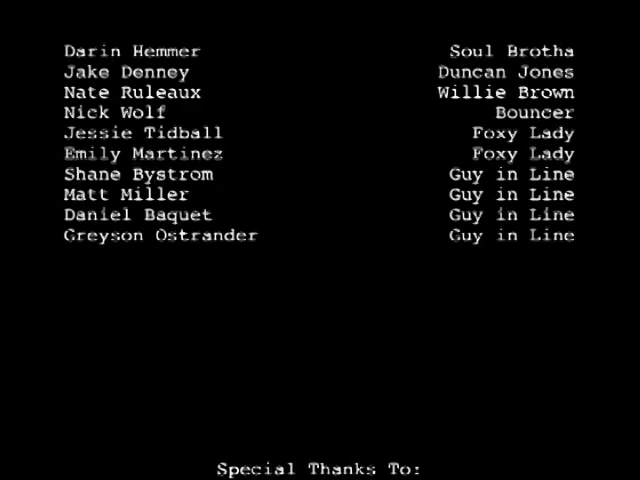 Darin Hemmer Soul Brotha
Jake Denney Duncan Jones
Nate Ruleaux Willie Brown
Nick Wolf Bouncer
Jessie Tidball Foxy Lady
Emily Martinez Foxy Lady
Shane Bystrom Guy in Line
Matt Miller Guy in Line
Daniel Baquet Guy in Line
Greyson Ostrander Guy in Line
Special Thanks To: